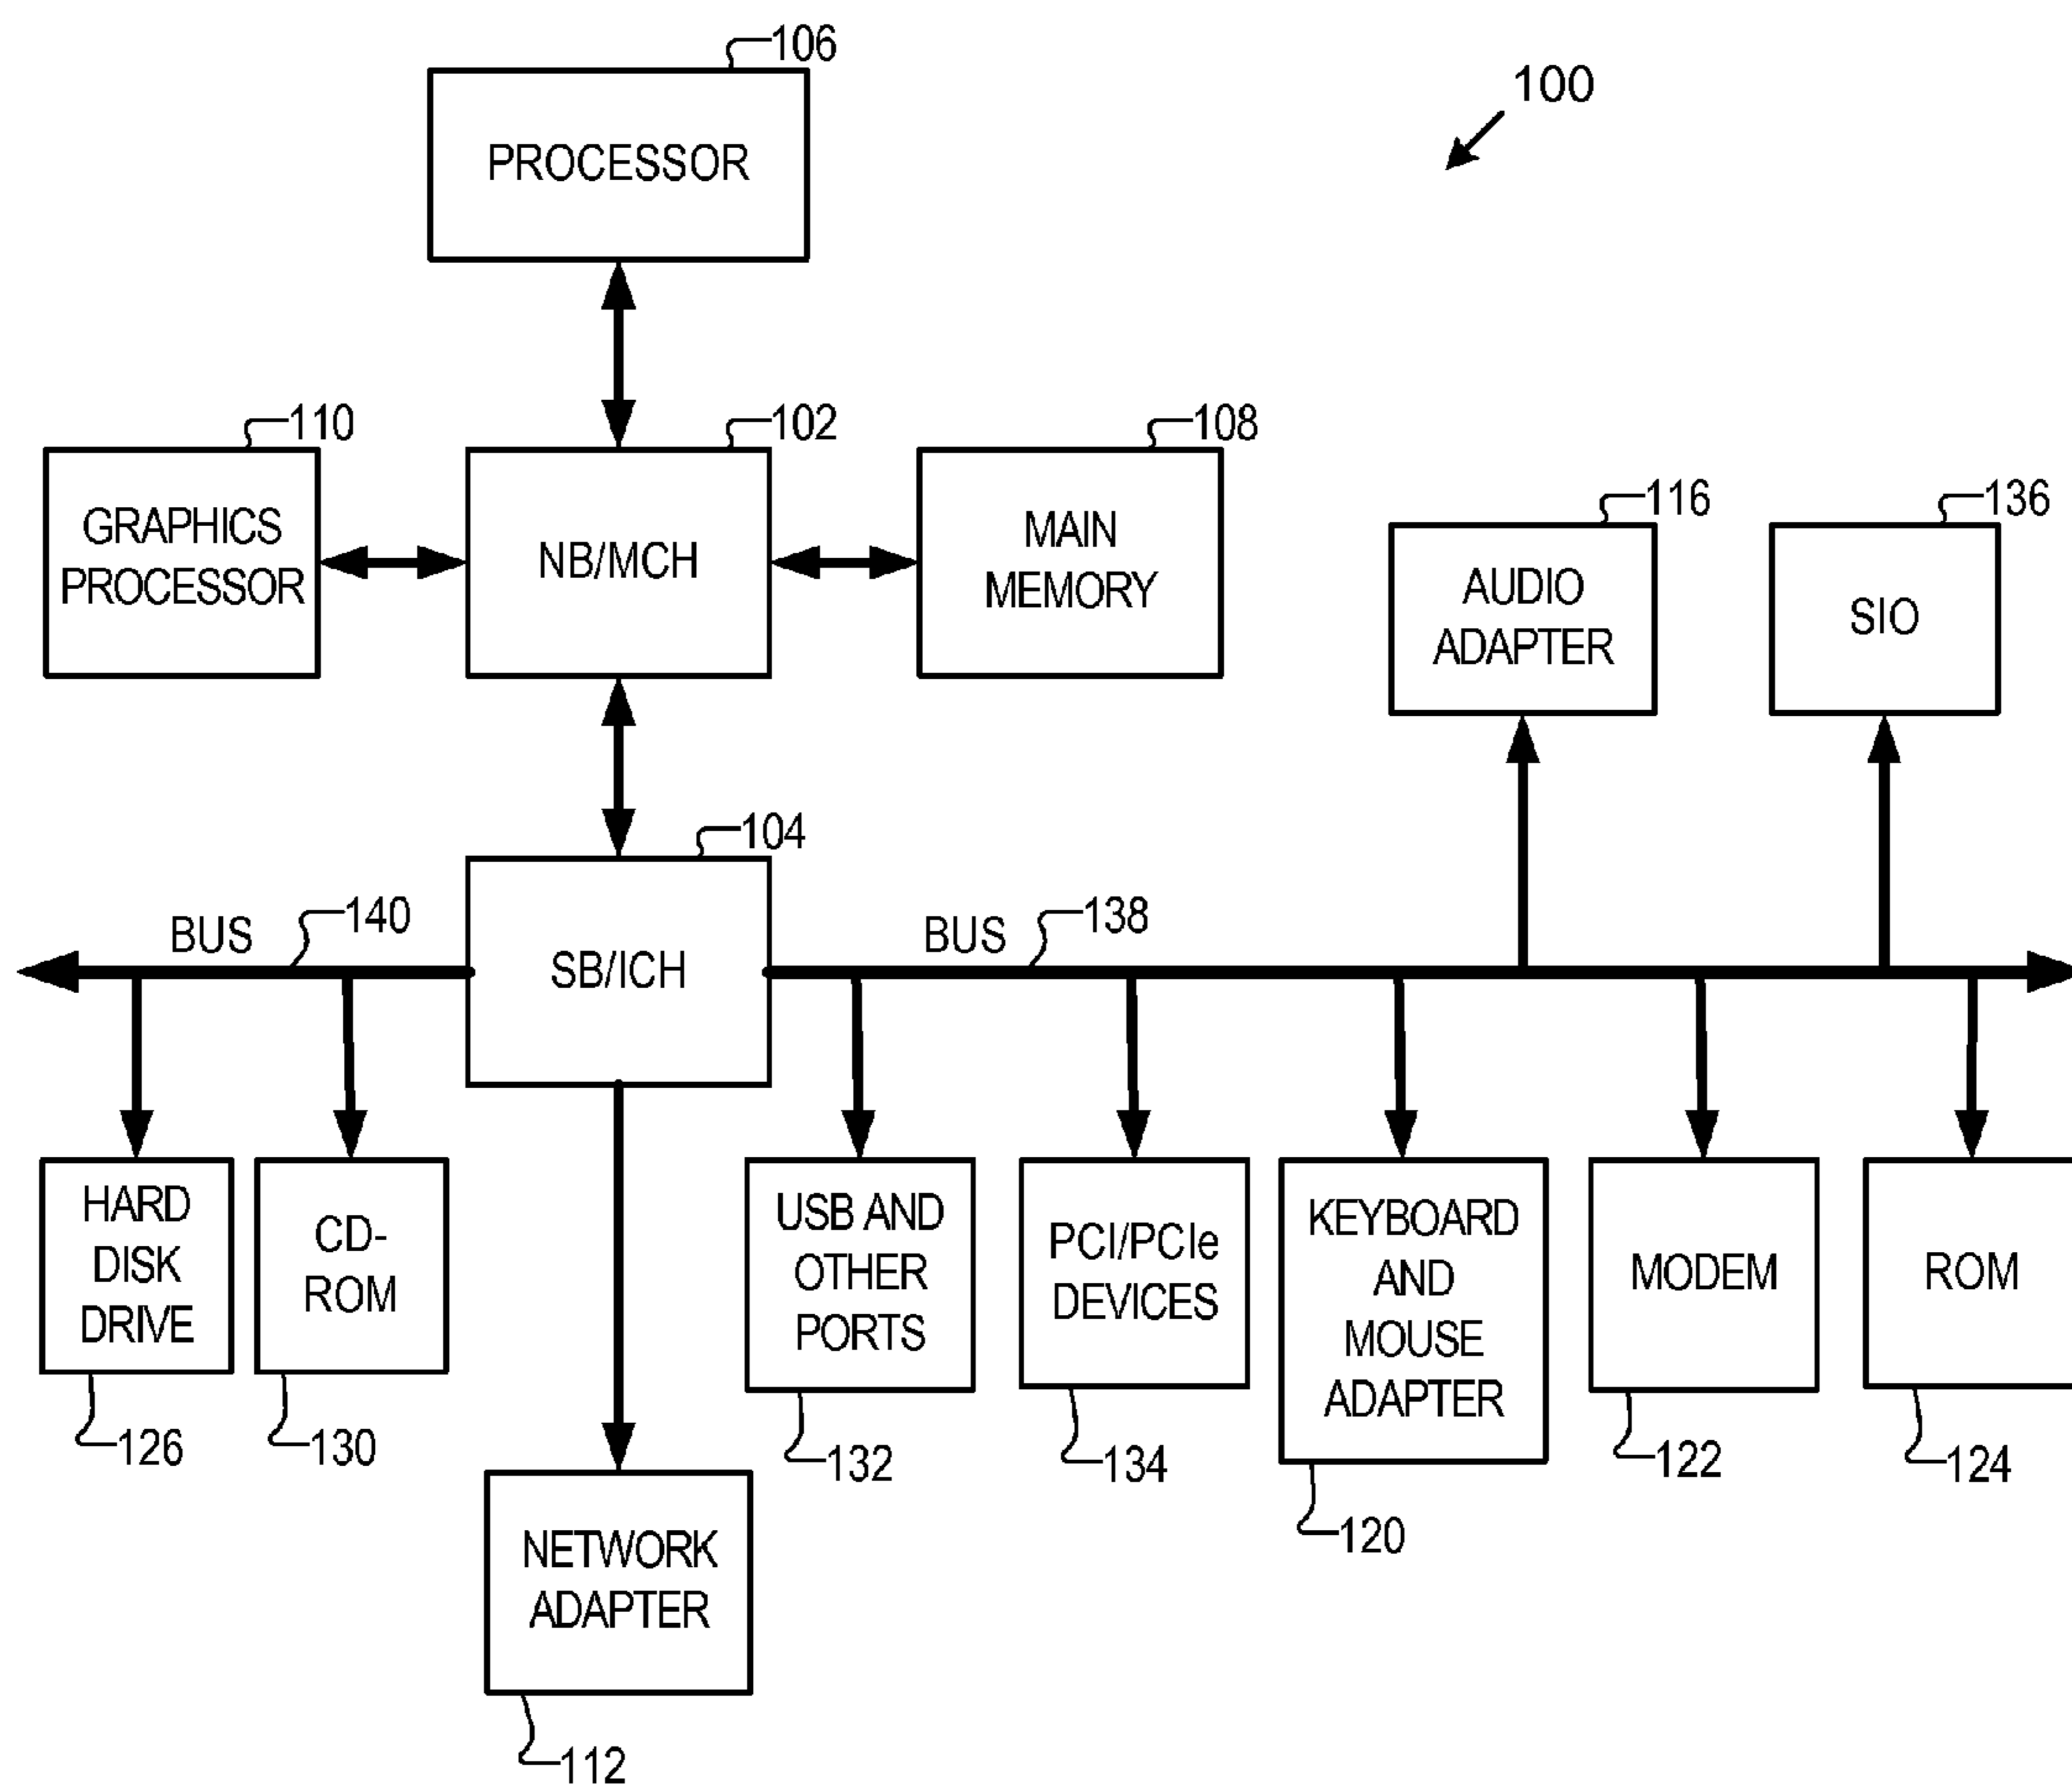 106
PROCESSOR
100
110
102
108
GRAPHICS
PROCESSOR
NB/MCH
MAIN
MEMORY
116
136
AUDIO
ADAPTER
SIO
104
BUS
140
SB/ICH
BUS
138
HARD
DISK
DRIVE
CD-
ROM
USB AND
OTHER
PORTS
PCI/PCIe
DEVICES
KEYBOARD
AND
MOUSE
ADAPTER
MODEM
ROM
126
130
132
134
120
122
124
NETWORK
ADAPTER
112